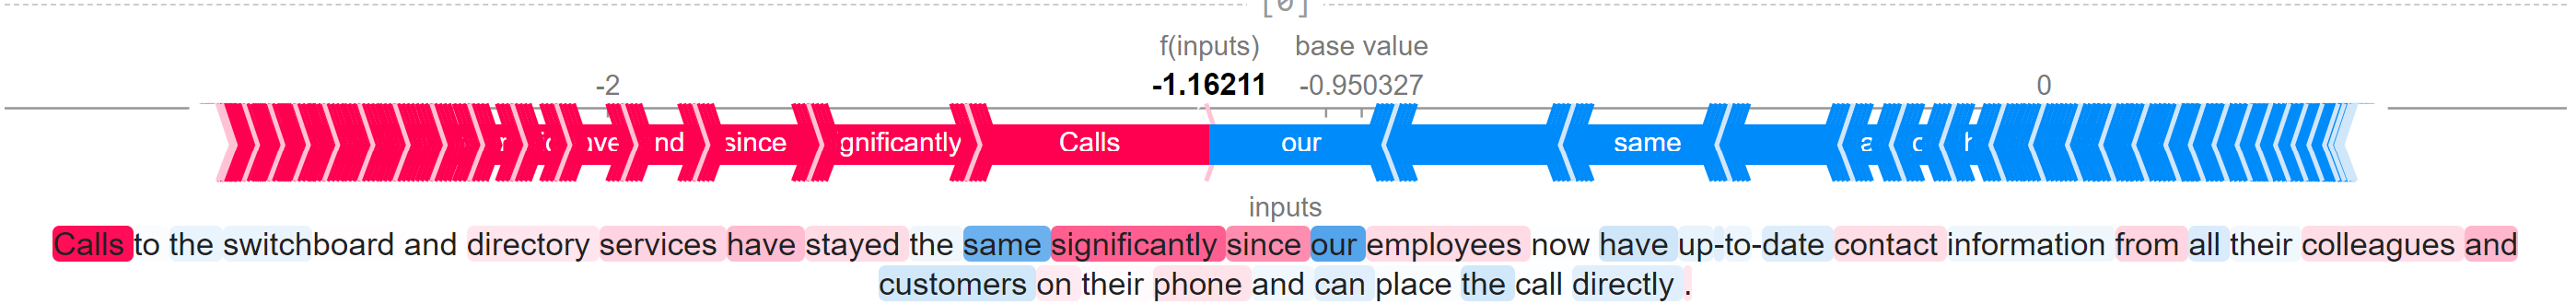 [0]
f(inputs) base value
-2 -1.16211 -0.950327 0
nd since gnificantly Calls our same
inputs
Calls to the switchboard and directory services have stayed the same significantly since our employees now have up-to-date contact information from all their colleagues and
customers on their phone and can place the call directly .